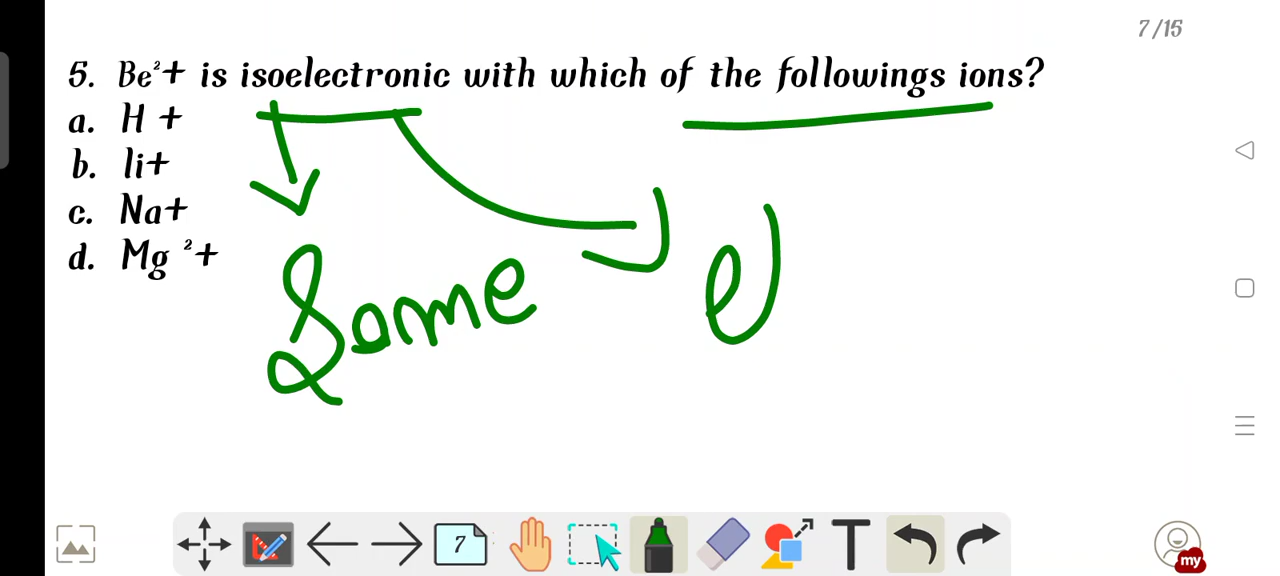 7/15
5. Be²+ is isoelectronic with which of the followings ions?
a. H +
b. li+
c. Na+
d. Mg ²+
Same e
7
T
my